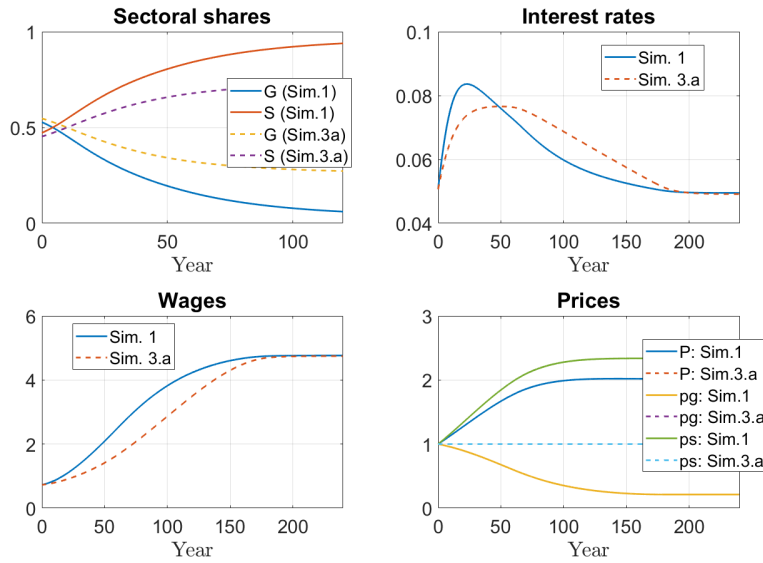 Sectoral shares
1
0.5
0
0
50
100
Year
G (Sim.1)
S (Sim.1)
G (Sim.3a)
S (Sim.3.a)
Interest rates
0.1
0.08
0.06
0.04
0
50
100
150
200
Year
Sim. 1
Sim. 3.a
Wages
6
4
2
0
0
50
100
150
200
Year
Sim. 1
Sim. 3.a
Prices
3
2
1
0
0
50
100
150
200
Year
P: Sim.1
P: Sim.3.a
pg: Sim.1
pg: Sim.3.a
ps: Sim.1
ps: Sim.3.a